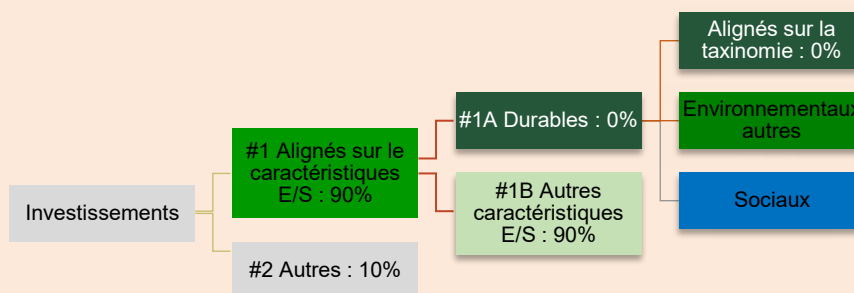 Investissements
#1 Alignés sur le
caractéristiques
E/S : 90%
#2 Autres : 10%
#1A Durables : 0%
#1B Autres
caractéristiques
E/S : 90%
Alignés sur la
taxinomie : 0%
Environnementaux
autres
Sociaux